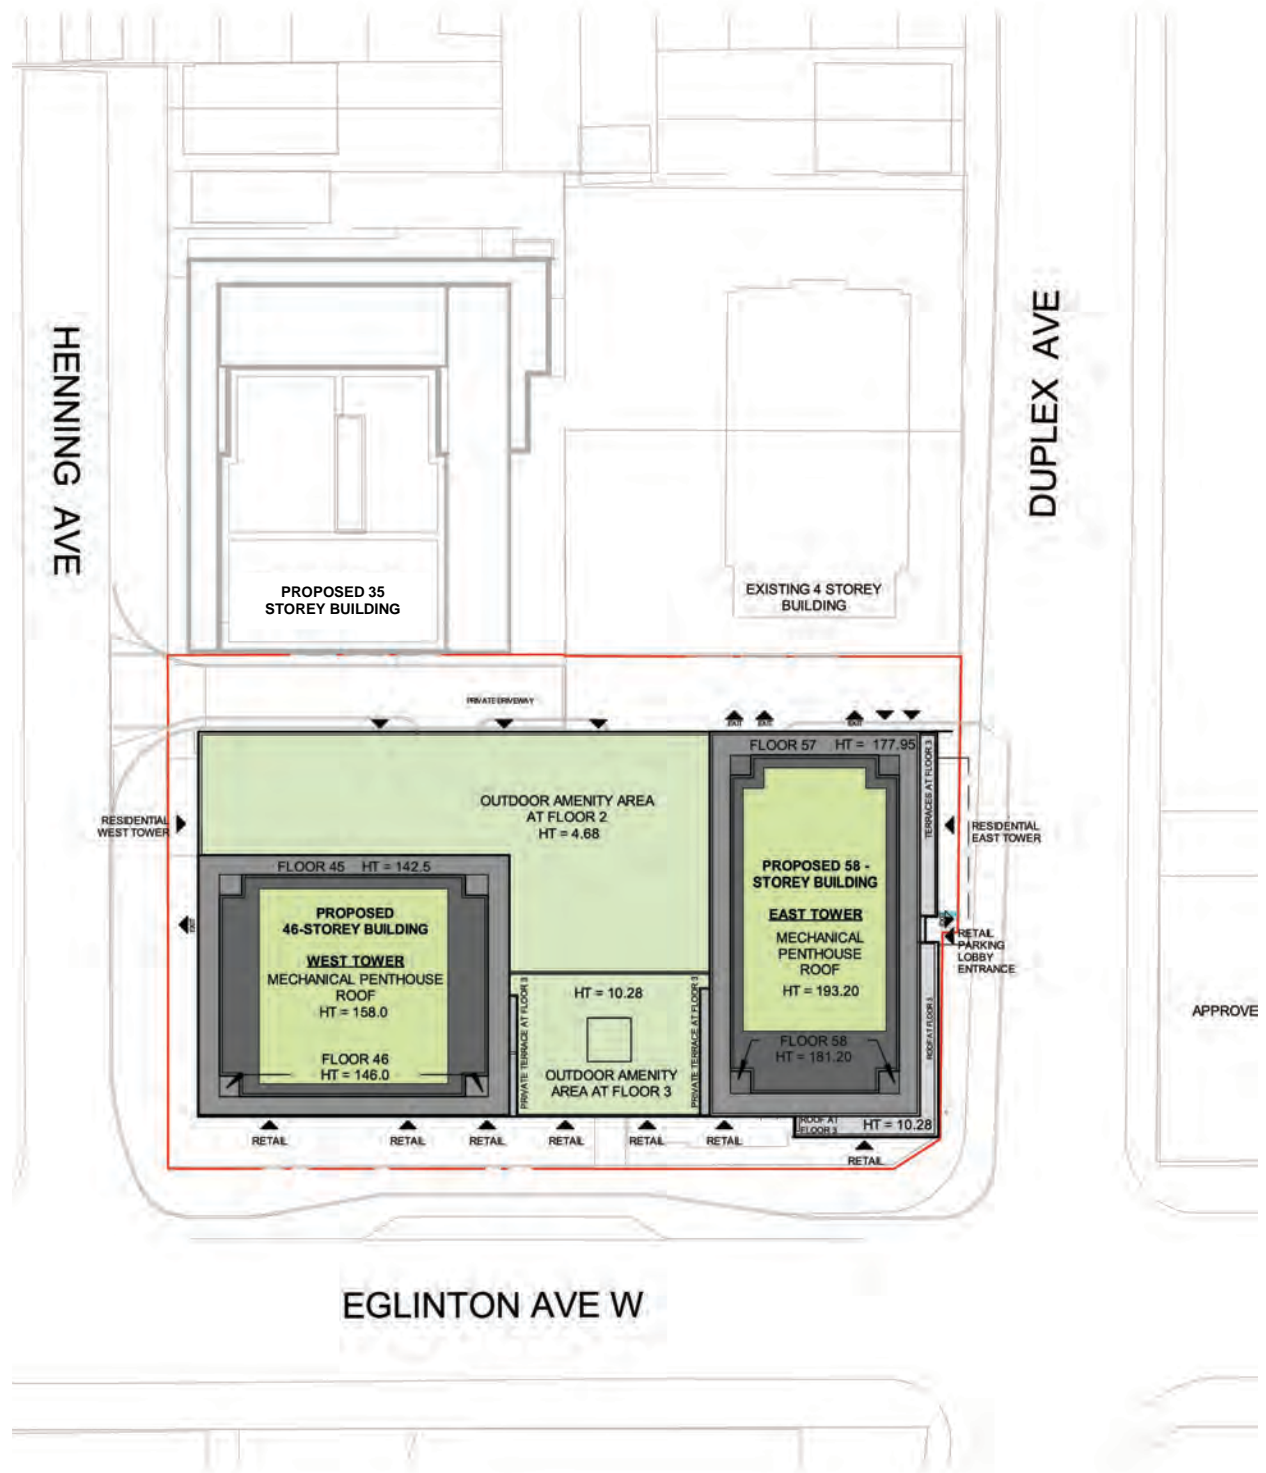 HENNING AVE
DUPLEX AVE
PROPOSED 35
STOREY BUILDING
EXISTING 4 STOREY
BUILDING
PRIVATE DRIVEWAY
EXIT
EXIT
EXIT
FLOOR 57 HT = 177.95
TERRACES AT FLOOR 3
OUTDOOR AMENITY AREA
AT FLOOR 2
HT = 4.68
RESIDENTIAL
WEST TOWER
RESIDENTIAL
EAST TOWER
FLOOR 45 HT = 142.5
PROPOSED 58 -
STOREY BUILDING
EAST TOWER
MECHANICAL
PENTHOUSE
ROOF
HT = 193.20
PROPOSED
46-STOREY BUILDING
WEST TOWER
MECHANICAL PENTHOUSE
ROOF
HT = 158.0
EXIT
EXIT
RETAIL
PARKING
LOBBY
ENTRANCE
PRIVATE TERRACE AT FLOOR 3
HT = 10.28
PRIVATE TERRACE AT FLOOR 3
ROOF AT FLOOR 3
APPROVE
FLOOR 58
HT = 181.20
FLOOR 46
HT = 146.0
OUTDOOR AMENITY
AREA AT FLOOR 3
ROOF AT
FLOOR 3
HT = 10.28
RETAIL
RETAIL
RETAIL
RETAIL
RETAIL
RETAIL
RETAIL
EGLINTON AVE W